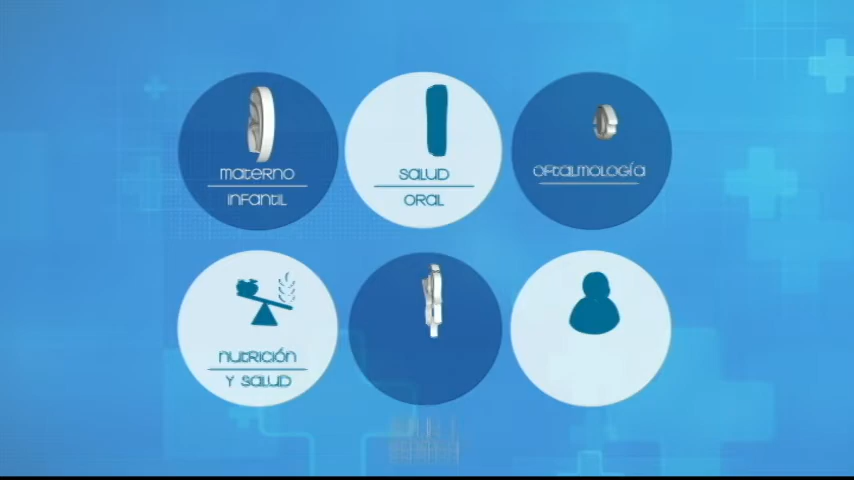 MATERNO
INFANTIL
SALUD
ORAL
OFTALMOLOGÍA
NUTRICIÓN
Y SALUD